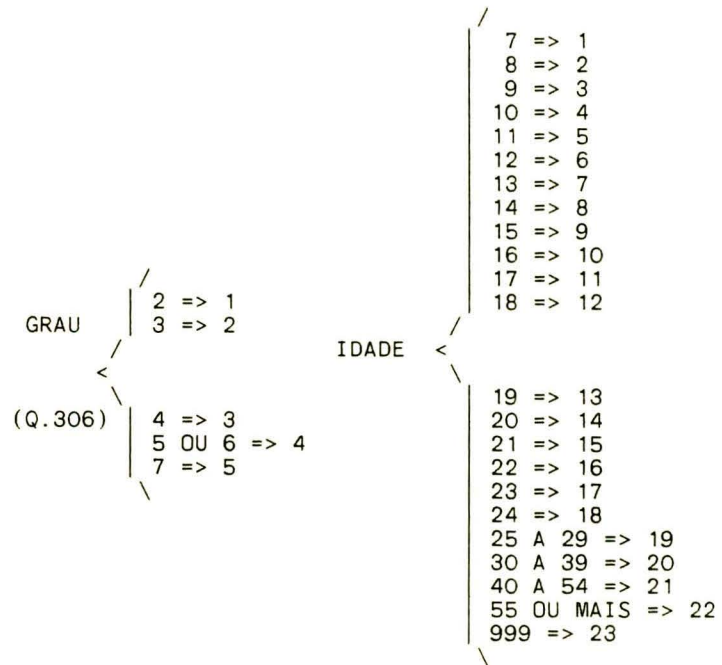 GRAU
(Q.306)
2 => 1
3 => 2
4 => 3
5 OU 6 => 4
7 => 5
IDADE
7 => 1
8 => 2
9 => 3
10 => 4
11 => 5
12 => 6
13 => 7
14 => 8
15 => 9
16 => 10
17 => 11
18 => 12
19 => 13
20 => 14
21 => 15
22 => 16
23 => 17
24 => 18
25 A 29 => 19
30 A 39 => 20
40 A 54 => 21
55 OU MAIS => 22
999 => 23